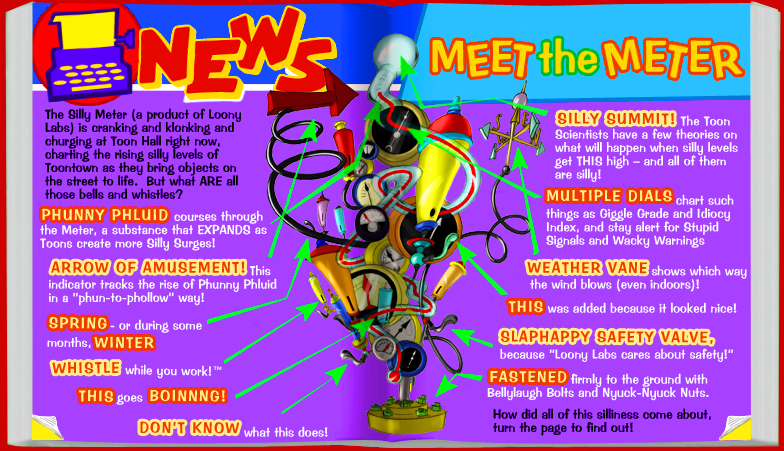 NEWS
The Silly Meter (a product of Loony
Labs) is cranking and klonking and
churging at Toon Hall right now,
charting the rising silly levels of
Toontown as they bring objects on
the street to life.  But what ARE all
those bells and whistles?
PHUNNY PHLUID courses through
the Meter, a substance that EXPANDS as
Toons create more Silly Surges!
ARROW OF AMUSEMENT! This
indicator tracks the rise of Phunny Phluid
in a "phun-to-phollow" way!
SPRING - or during some
months, WINTER
WHISTLE while you work!™
THIS goes BOINNNG!
DON'T KNOW what this does!
MEET the METER
SILLY SUMMIT! The Toon
Scientists have a few theories on
what will happen when silly levels
get THIS high – and all of them
are silly!
MULTIPLE DIALS chart such
things as Giggle Grade and Idiocy
Index, and stay alert for Stupid
Signals and Wacky Warnings
WEATHER VANE shows which way
the wind blows (even indoors)!
THIS was added because it looked nice!
SLAPHAPPY SAFETY VALVE,
because "Loony Labs cares about safety!"
FASTENED firmly to the ground with
Bellylaugh Bolts and Nyuck-Nyuck Nuts.
How did all of this silliness come about,
turn the page to find out!